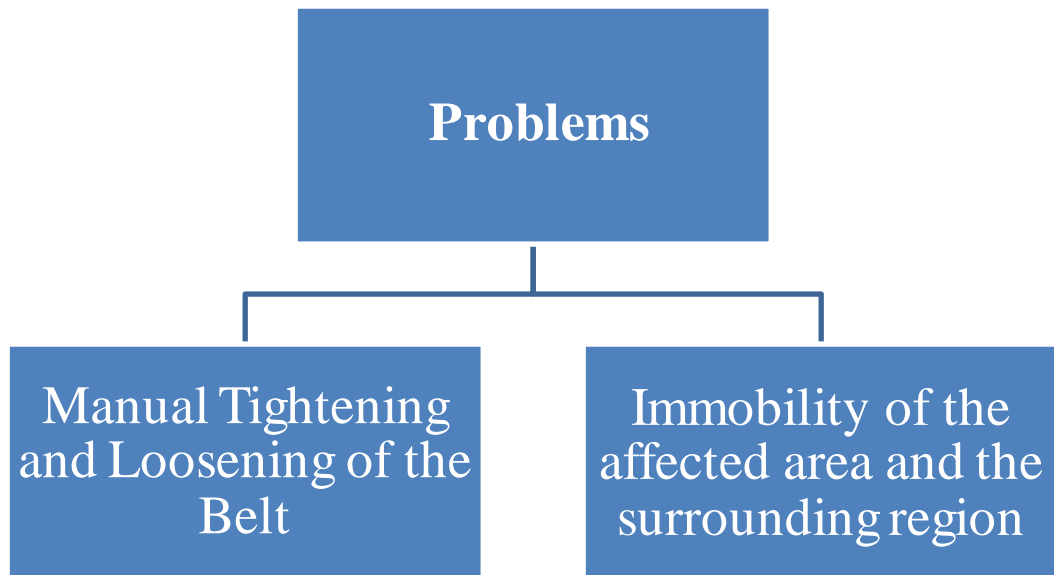 Problems
Manual Tightening
and Loosening of the
Belt
Immobility of the
affected area and the
surrounding region